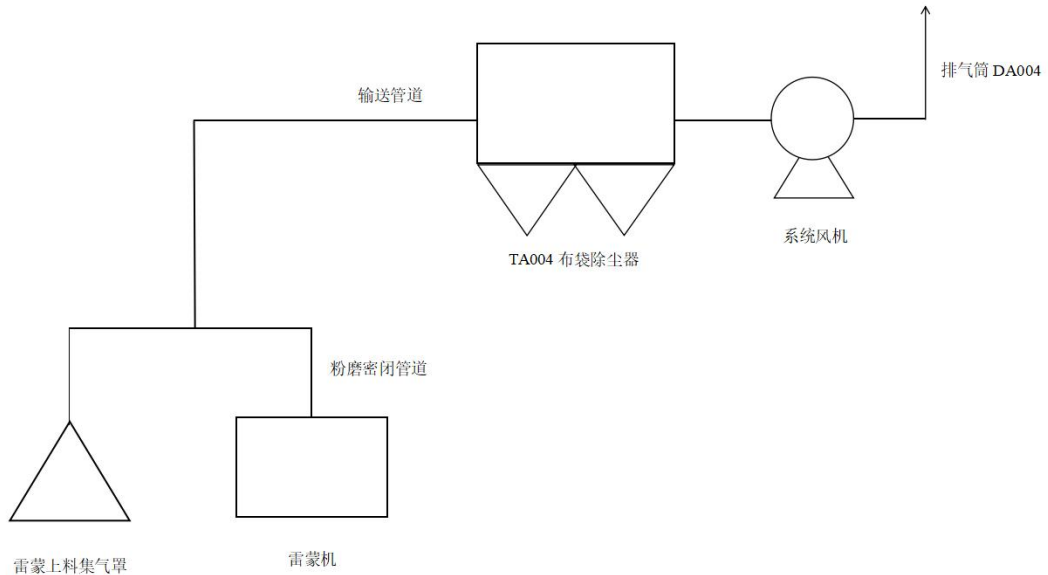 排气筒 DA004
输送管道
系统风机
TA004 布袋除尘器
粉磨密闭管道
雷蒙上料集气罩
雷蒙机